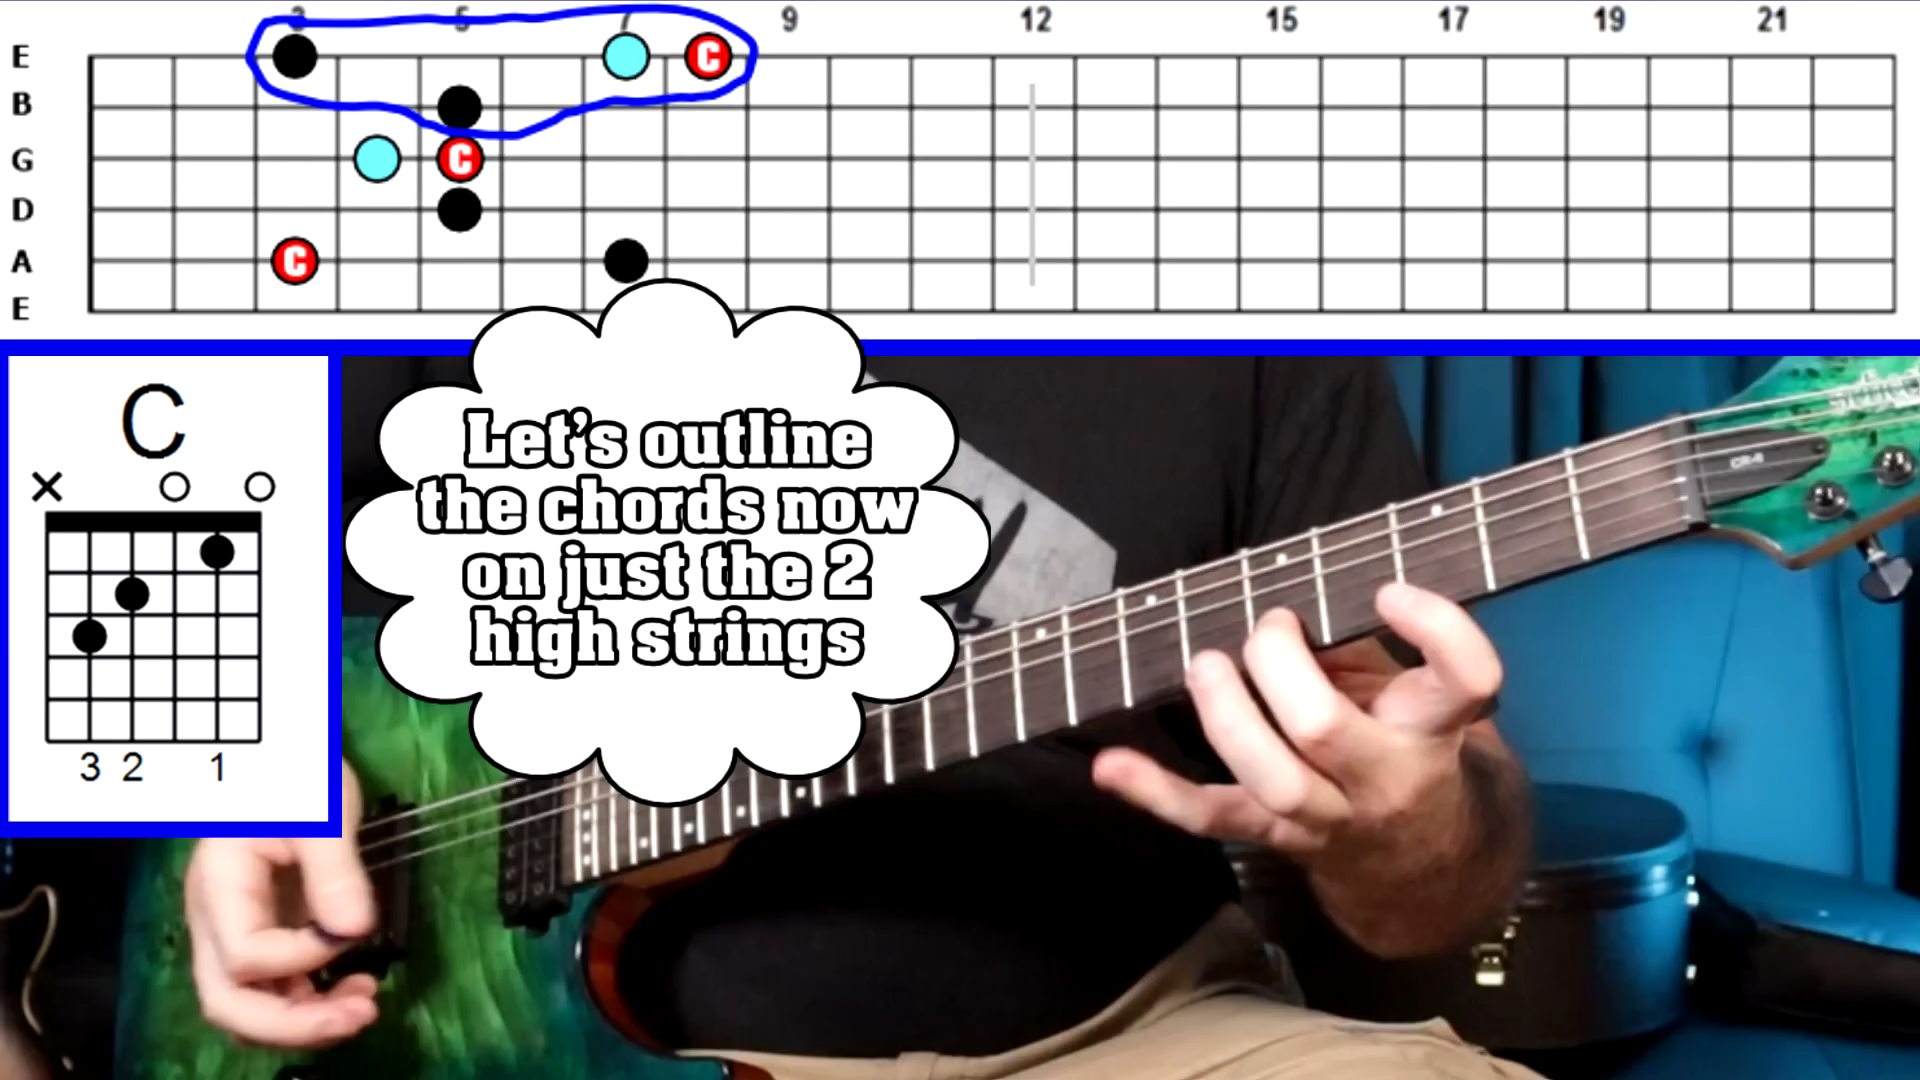 3 5 7 9 12 15 17 19 21
E C
B
G C
D
A C
E
C
3 2 1
Let's outline
the chords now
on just the 2
high strings